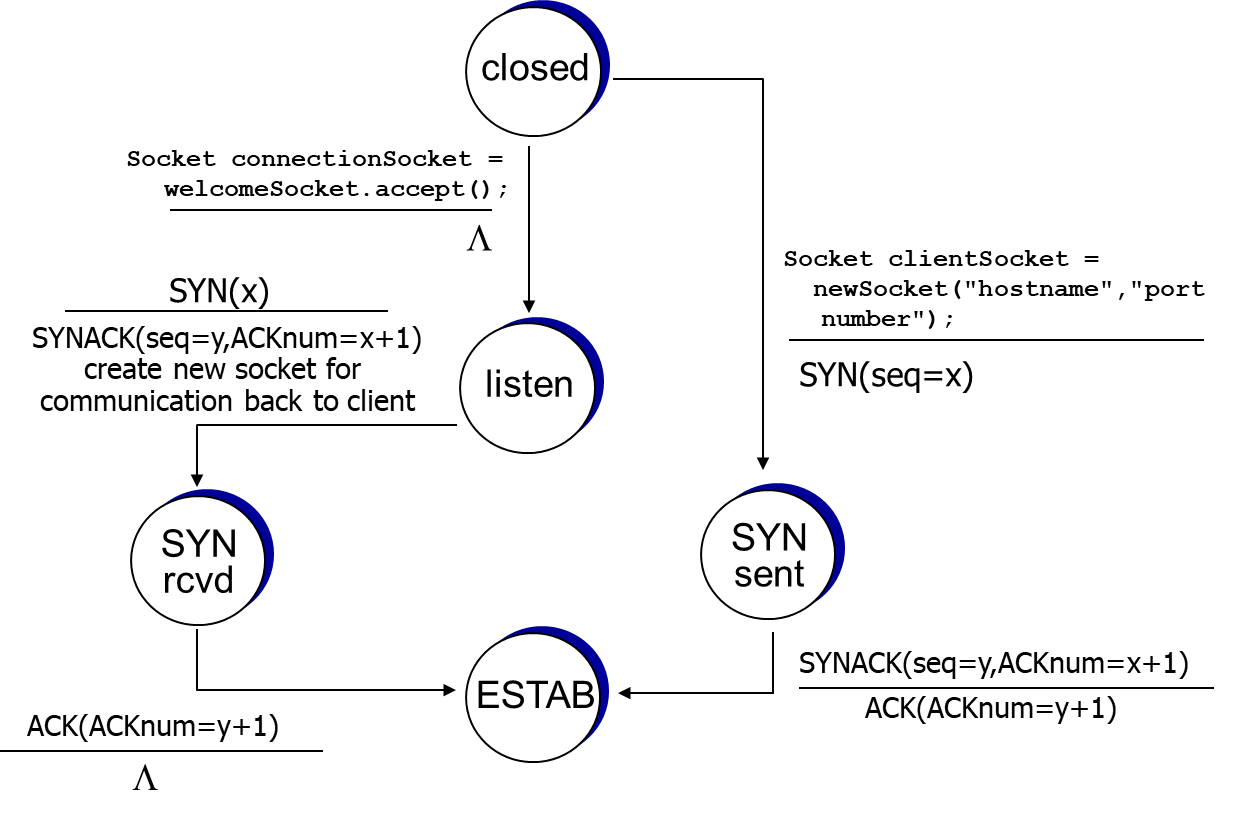 closed
Socket connectionSocket =
welcomeSocket.accept();
Λ
Socket clientSocket =
newSocket("hostname","port
number");
SYN(seq=x)
SYN(x)
SYNACK(seq=y,ACKnum=x+1)
create new socket for
communication back to client
listen
SYN
rcvd
SYN
sent
ESTAB
SYNACK(seq=y,ACKnum=x+1)
ACK(ACKnum=y+1)
ACK(ACKnum=y+1)
Λ